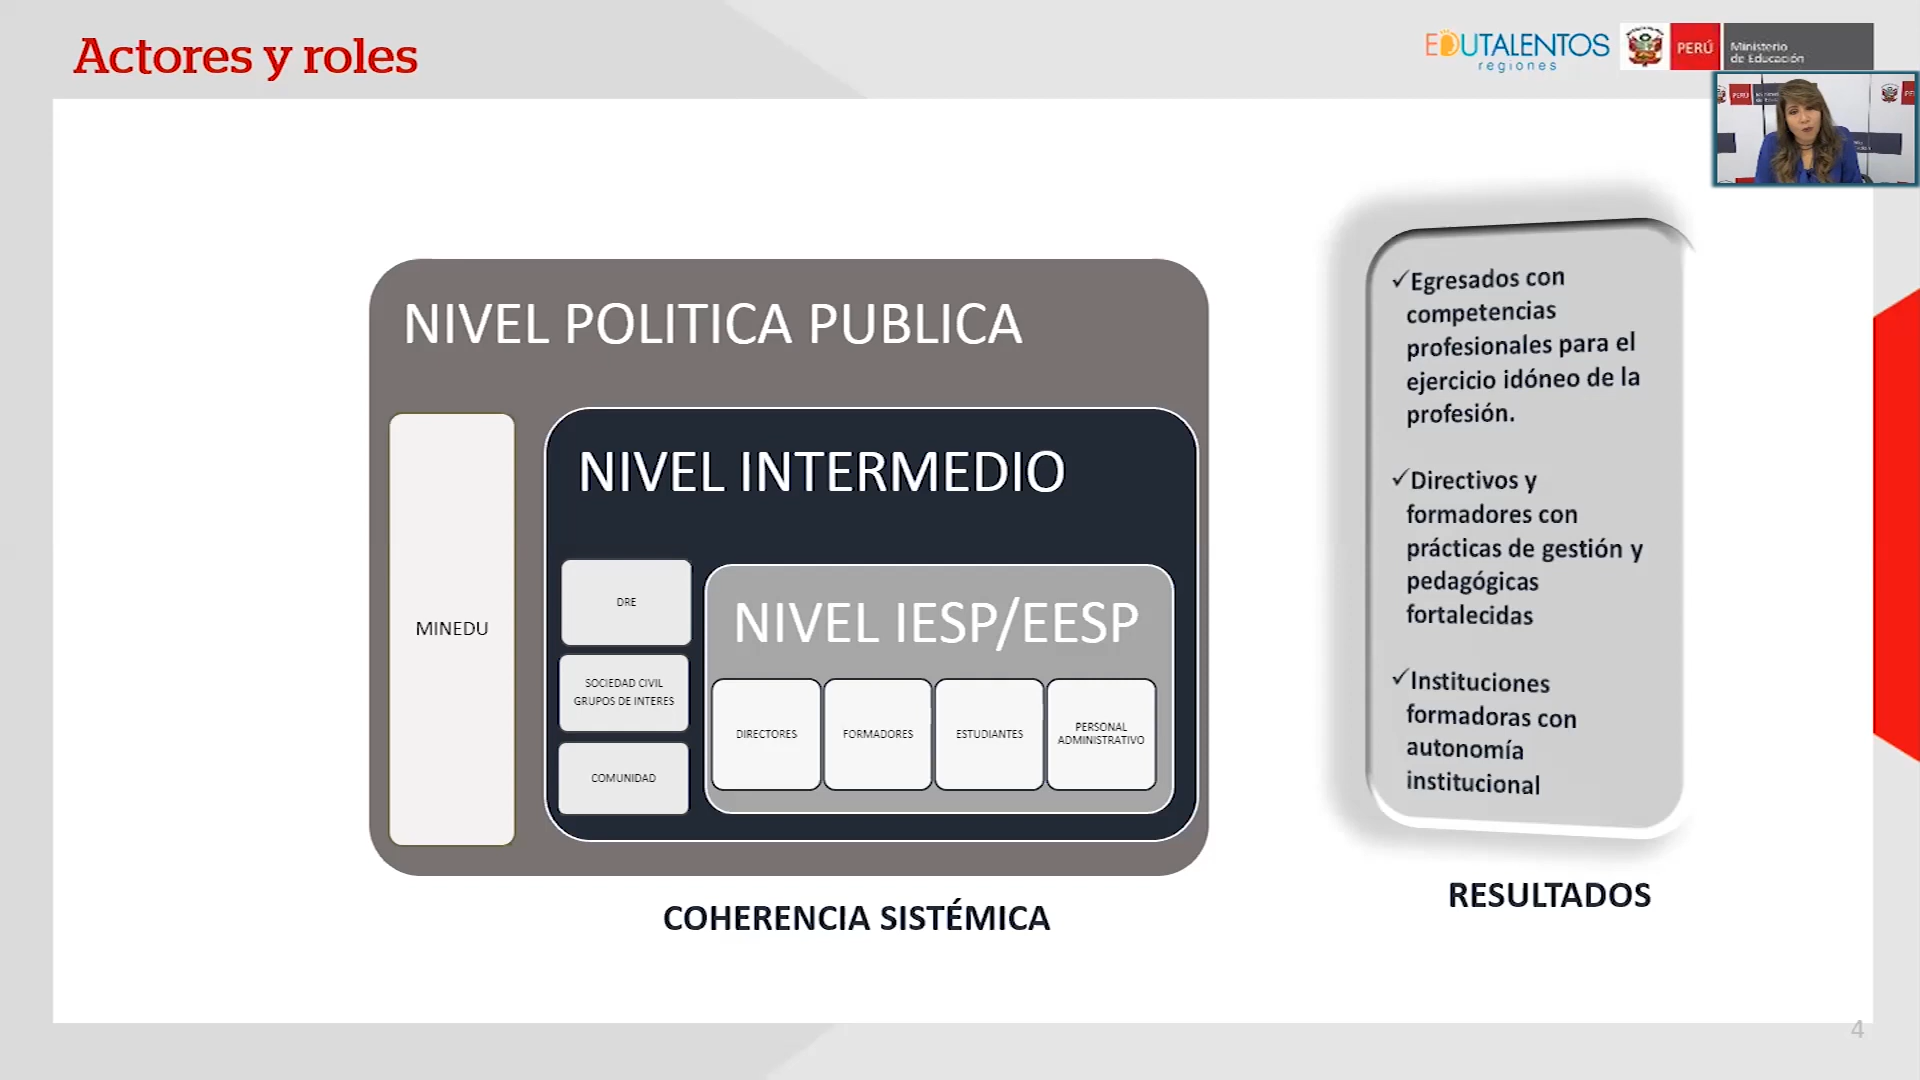 Actores y roles
EDUTALENTOS
regiones
PERÚ
Ministerio
de Educación
NIVEL POLITICA PUBLICA
MINEDU
NIVEL INTERMEDIO
DRE
SOCIEDAD CIVIL
GRUPOS DE INTERES
COMUNIDAD
NIVEL IESP/EESP
DIRECTORES
FORMADORES
ESTUDIANTES
PERSONAL
ADMINISTRATIVO
COHERENCIA SISTÉMICA
✓Egresados con
competencias
profesionales para el
ejercicio idóneo de la
profesión.
✓Directivos y
formadores con
prácticas de gestión y
pedagógicas
fortalecidas
✓Instituciones
formadoras con
autonomía
institucional
RESULTADOS
4